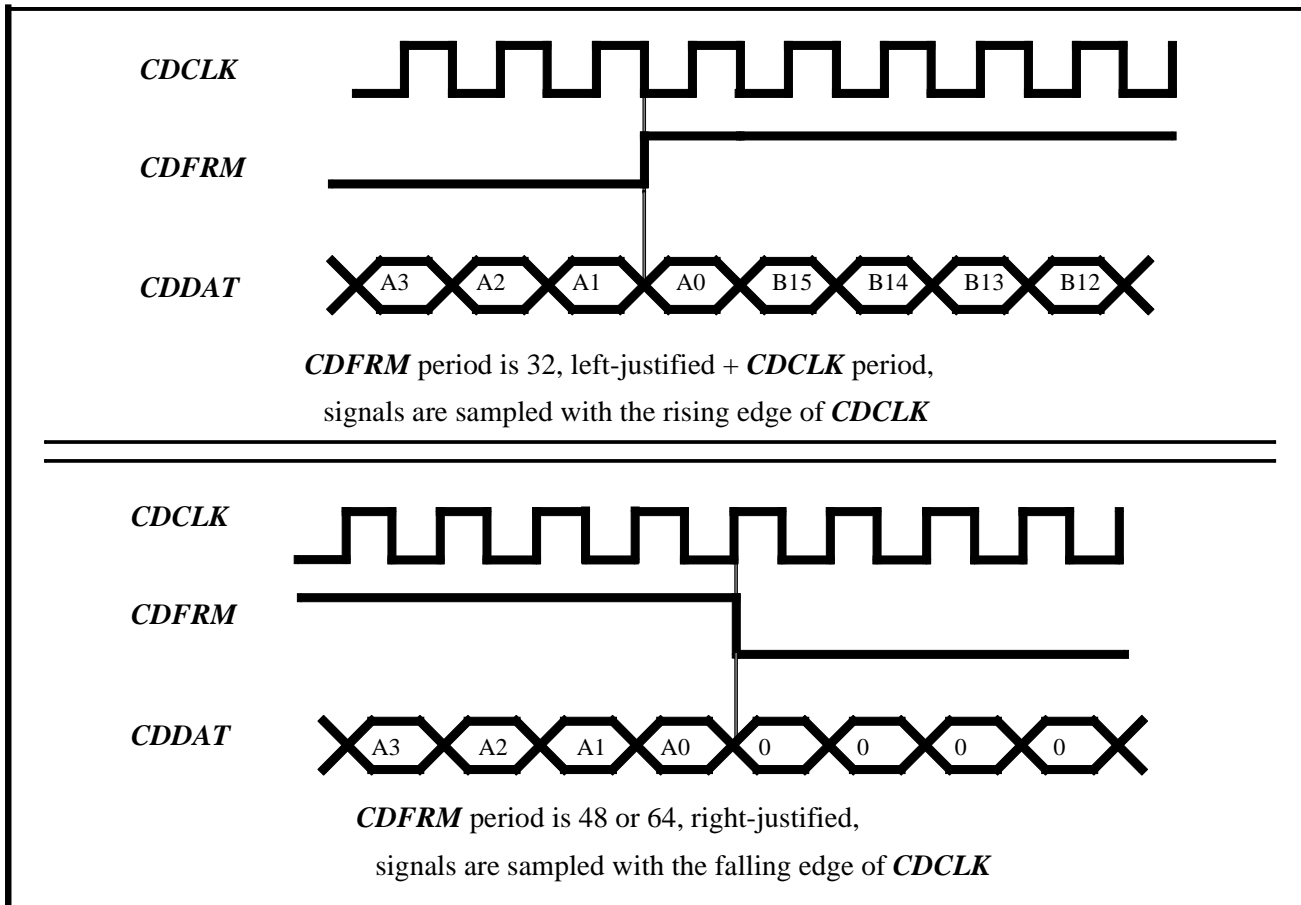 CDCLK
CDFRM
CDDAT
A3 A2 A1 A0 B15 B14 B13 B12
CDFRM period is 32, left-justified + CDCLK period,
signals are sampled with the rising edge of CDCLK
CDCLK
CDFRM
CDDAT
A3 A2 A1 A0 0 0 0 0
CDFRM period is 48 or 64, right-justified,
signals are sampled with the falling edge of CDCLK